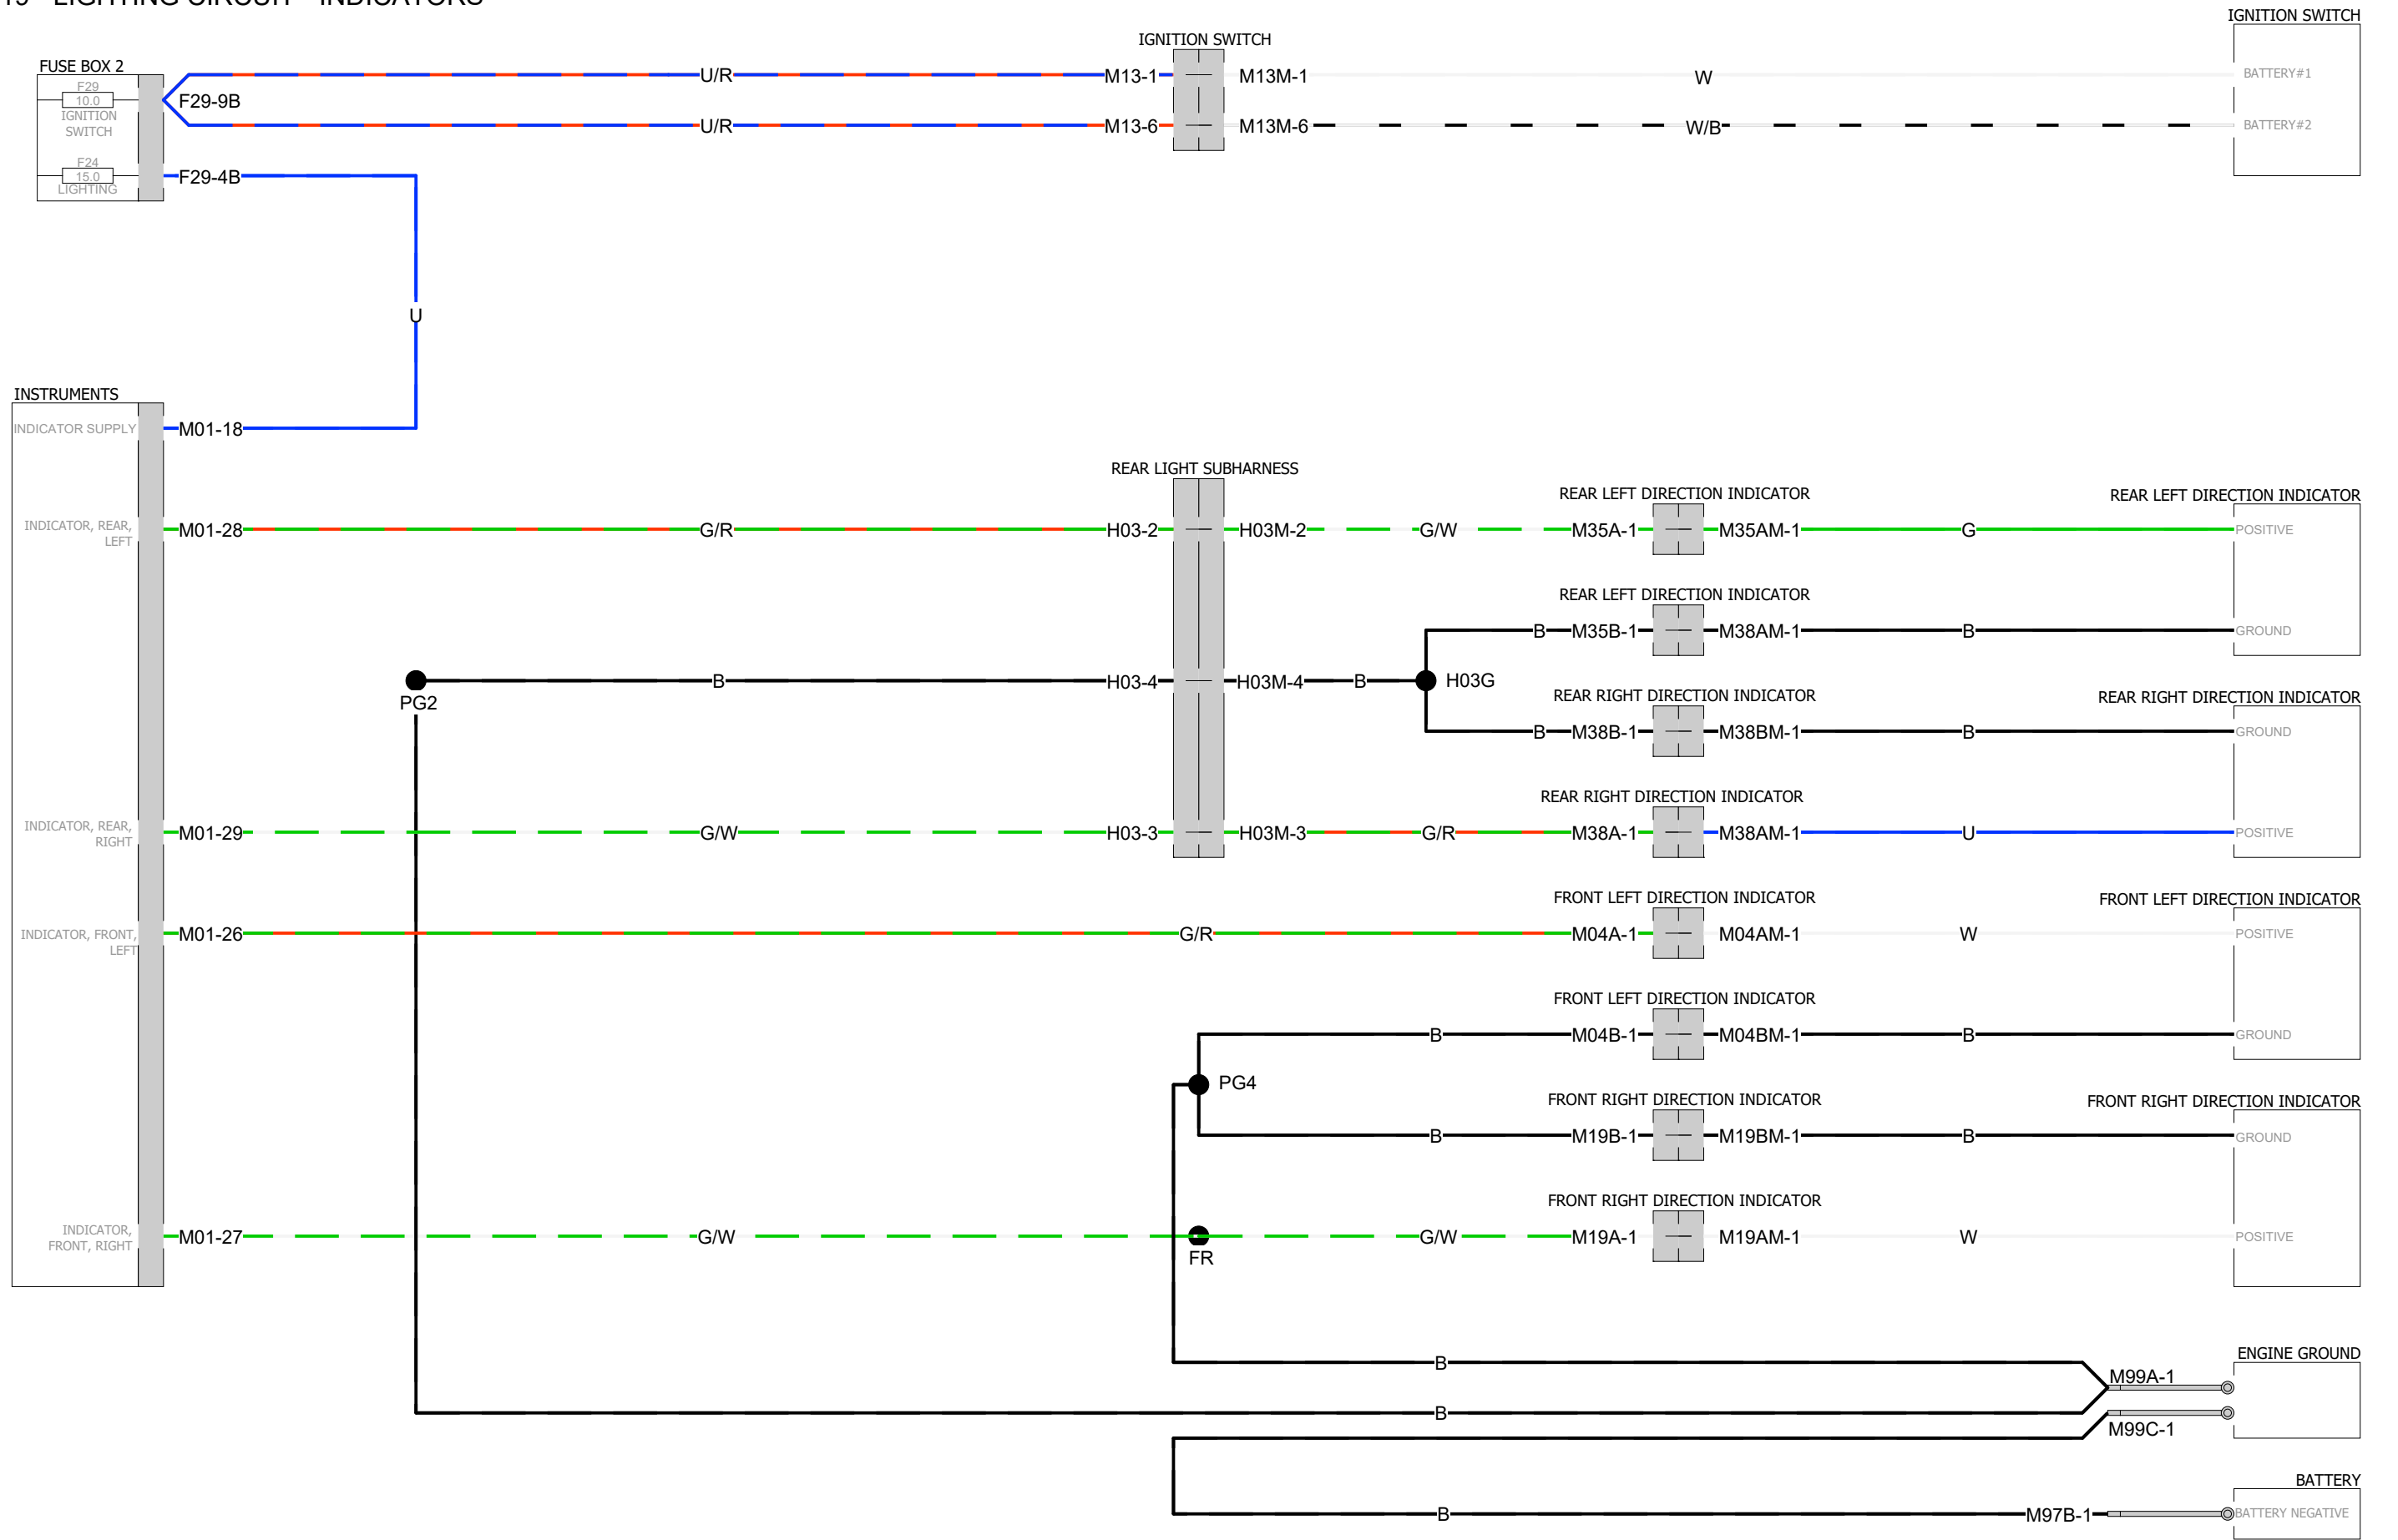 IGNITION SWITCH
IGNITION SWITCH
FUSE BOX 2
F29
10.0
IGNITION
SWITCH
F29-9B
U/R
M13-1
M13M-1
W
BATTERY#1
U/R
M13-6
M13M-6
W/B
BATTERY#2
F24
15.0
LIGHTING
F29-4B
U
INSTRUMENTS
INDICATOR SUPPLY
M01-18
REAR LIGHT SUBHARNESS
REAR LEFT DIRECTION INDICATOR
REAR LEFT DIRECTION INDICATOR
INDICATOR, REAR,
LEFT
M01-28
G/R
H03-2
H03M-2
G/W
M35A-1
M35AM-1
G
POSITIVE
REAR LEFT DIRECTION INDICATOR
B
M35B-1
M38AM-1
B
GROUND
PG2
B
H03-4
H03M-4
B
H03G
REAR RIGHT DIRECTION INDICATOR
REAR RIGHT DIRECTION INDICATOR
B
M38B-1
M38BM-1
B
GROUND
REAR RIGHT DIRECTION INDICATOR
INDICATOR, REAR,
RIGHT
M01-29
G/W
H03-3
H03M-3
G/R
M38A-1
M38AM-1
U
POSITIVE
FRONT LEFT DIRECTION INDICATOR
FRONT LEFT DIRECTION INDICATOR
INDICATOR, FRONT,
LEFT
M01-26
G/R
M04A-1
M04AM-1
W
POSITIVE
FRONT LEFT DIRECTION INDICATOR
B
M04B-1
M04BM-1
B
GROUND
PG4
FRONT RIGHT DIRECTION INDICATOR
FRONT RIGHT DIRECTION INDICATOR
B
M19B-1
M19BM-1
B
GROUND
FRONT RIGHT DIRECTION INDICATOR
INDICATOR,
FRONT, RIGHT
M01-27
G/W
FR
G/W
M19A-1
M19AM-1
W
POSITIVE
B
ENGINE GROUND
M99A-1
B
M99C-1
BATTERY
B
M97B-1
BATTERY NEGATIVE